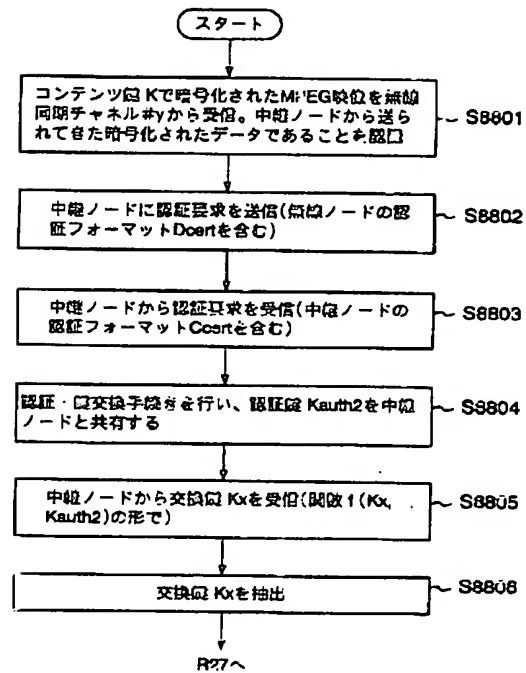 スタート
コンテンツ鍵 Kで暗号化されたMPEG映像を無線
同期チャネル#yから受信。中継ノードから送ら
れてきた暗号化されたデータであることを認識
S8801
中継ノードに認証要求を送信(無線ノードの認
証フォーマットDcertを含む)
S8802
中継ノードから認証要求を受信(中継ノードの
認証フォーマットCcertを含む)
S8803
認証・鍵交換手続きを行い、認証鍵 Kauth2を中継
ノードと共有する
S8804
中継ノードから交換鍵 Kxを受信(関数1(Kx,
Kauth2)の形で)
S8805
交換鍵 Kxを抽出
S8806
R27へ